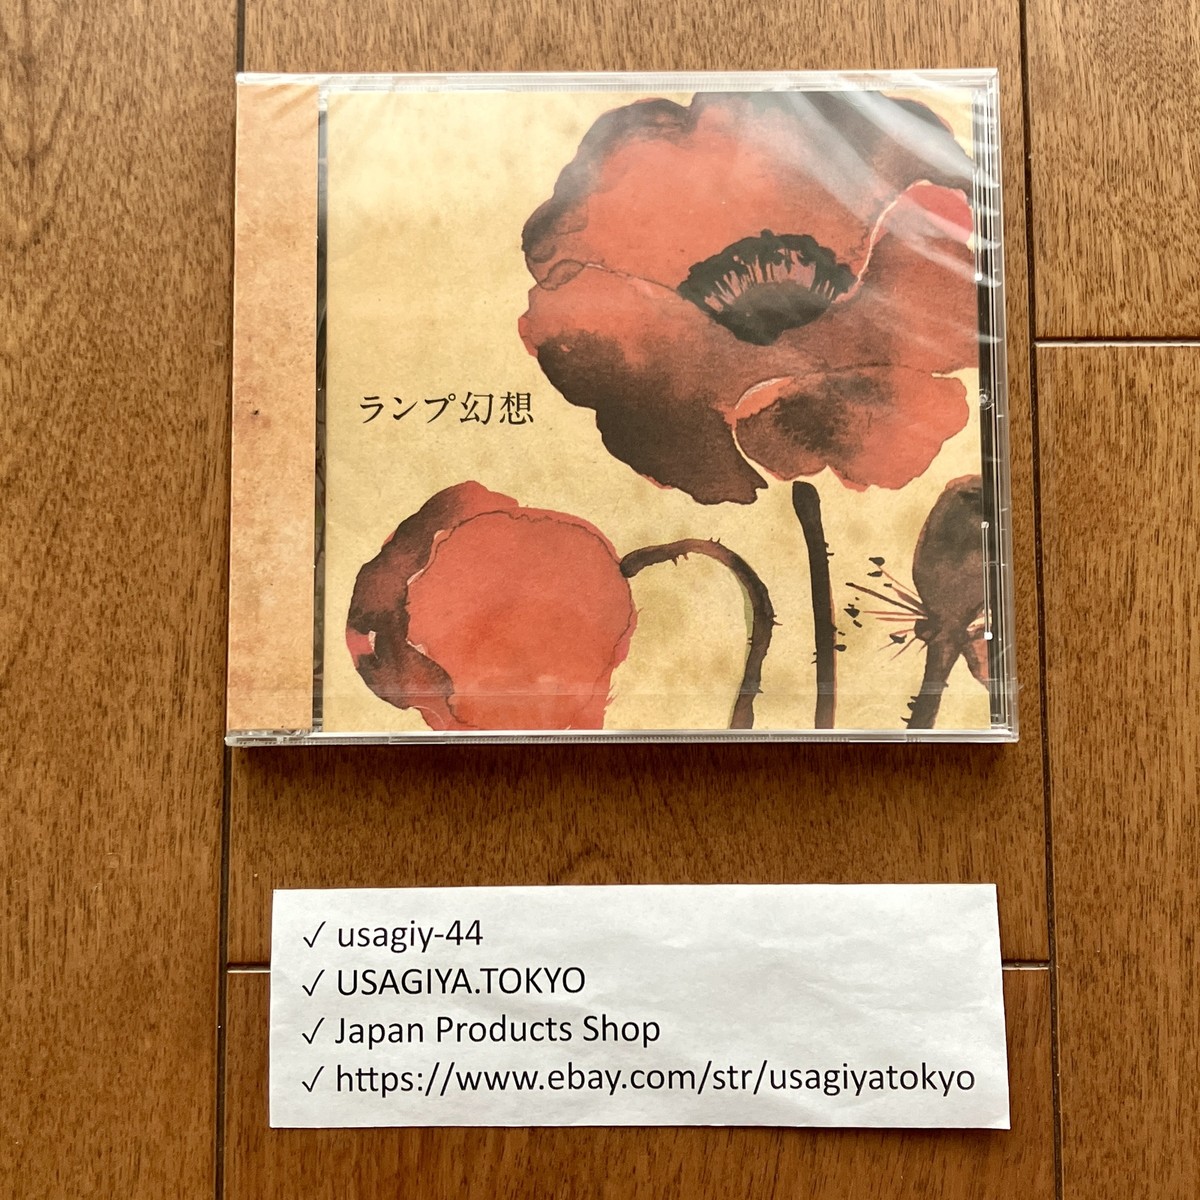 ランプ幻想
✓ usagiy-44
✓ USAGIYA.TOKYO
✓ Japan Products Shop
✓ https://www.ebay.com/str/usagiyatokyo